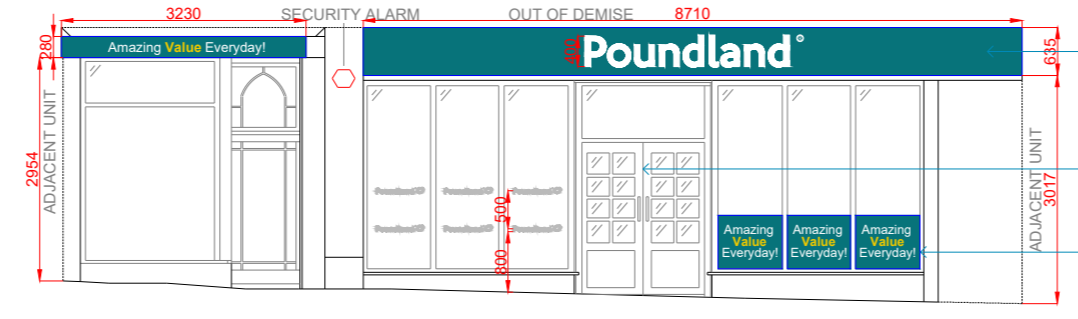 3230
SECURITY ALARM
OUT OF DEMISE
8710
280
Amazing Value Everyday!
400
Poundland
635
ADJACENT UNIT
2954
ADJACENT UNIT
3017
500
800
Amazing
Value
Everyday!
Amazing
Value
Everyday!
Amazing
Value
Everyday!